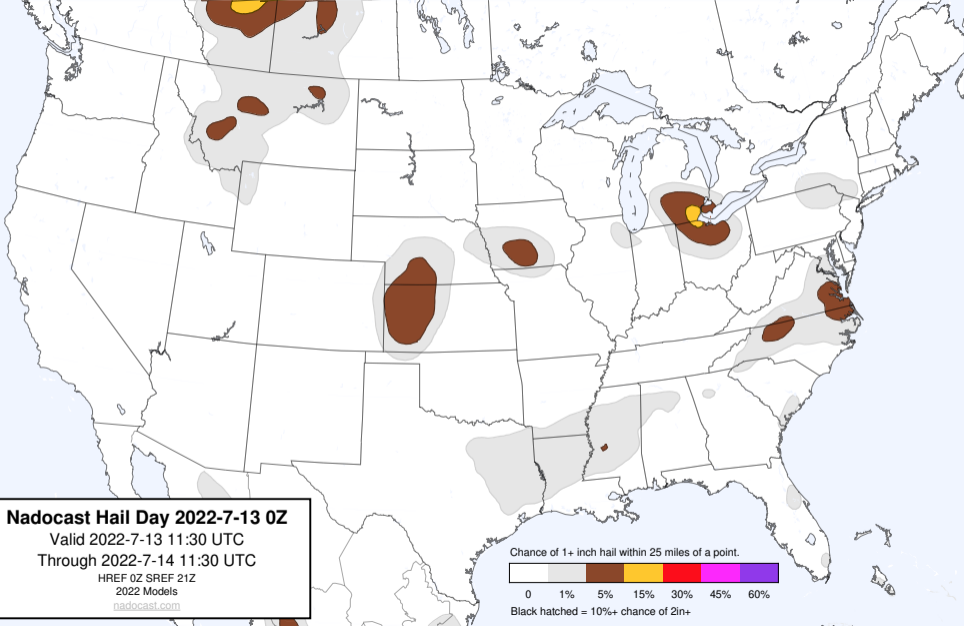 Nadocast Hail Day 2022-7-13 0Z
Valid 2022-7-13 11:30 UTC
Through 2022-7-14 11:30 UTC
HREF 0Z SREF 21Z
2022 Models
nadocast.com
Chance of 1+ inch hail within 25 miles of a point.
0 1% 5% 15% 30% 45% 60%
Black hatched = 10%+ chance of 2in+